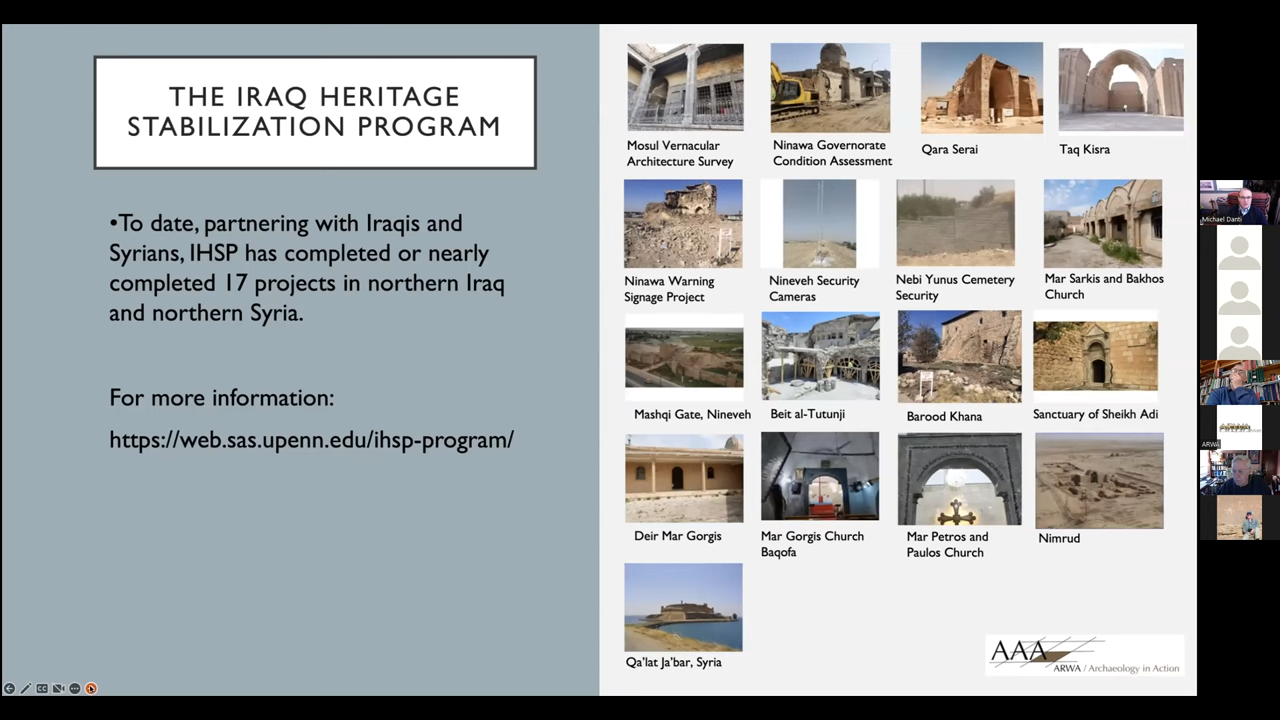 THE IRAQ HERITAGE
STABILIZATION PROGRAM
•To date, partnering with Iraqis and
Syrians, IHSP has completed or nearly
completed 17 projects in northern Iraq
and northern Syria.
For more information:
https://web.sas.upenn.edu/ihsp-program/
Mosul Vernacular
Architecture Survey
Ninawa Governorate
Condition Assessment
Qara Serai
Taq Kisra
Ninawa Warning
Signage Project
Nineveh Security
Cameras
Nebi Yunus Cemetery
Security
Mar Sarkis and Bakhos
Church
Mashqi Gate, Nineveh
Beit al-Tutunji
Barood Khana
Sanctuary of Sheikh Adi
Deir Mar Gorgis
Mar Gorgis Church
Baqofa
Mar Petros and
Paulos Church
Nimrud
Qa'lat Ja'bar, Syria
AAA
ARWA / Archaeology in Action
Michael Danti
ARWA